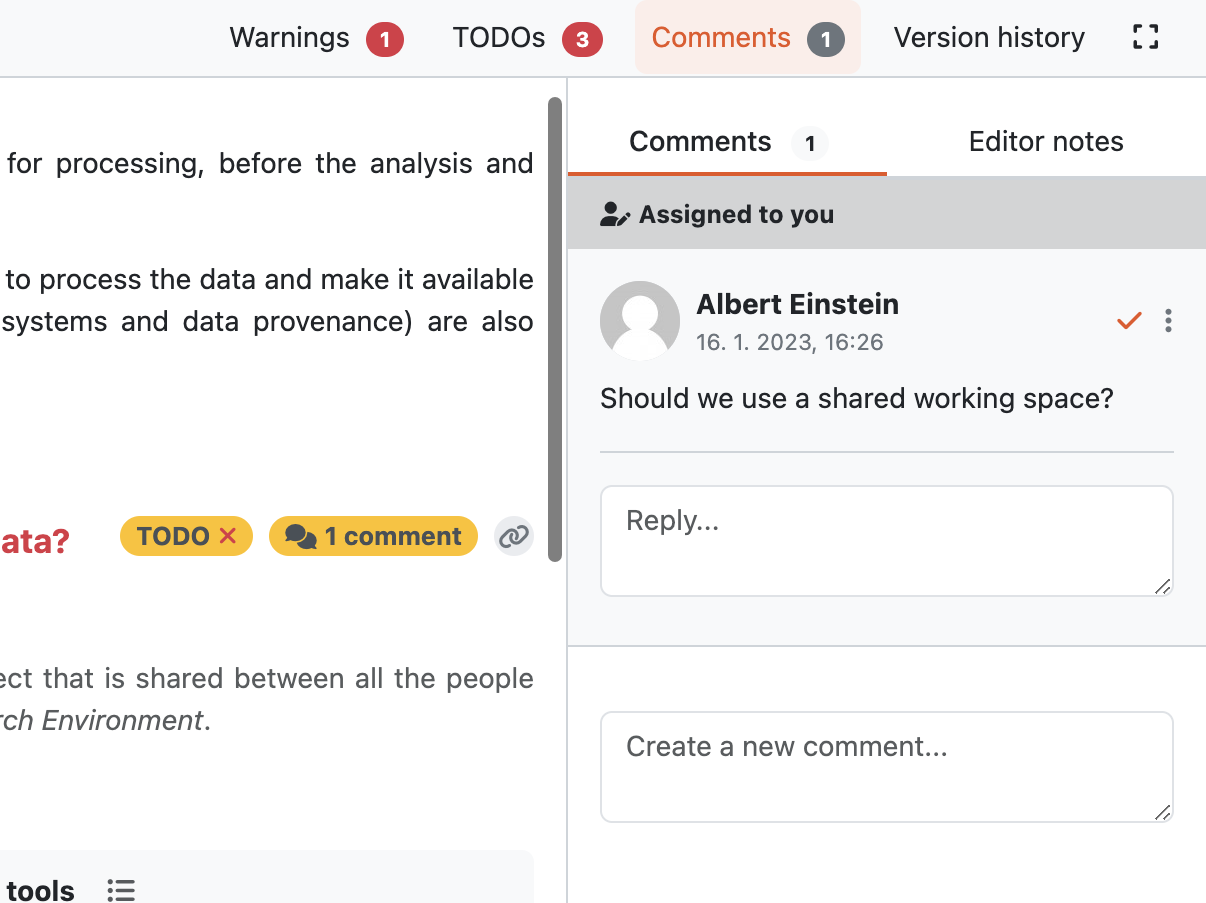 Warnings 1 TODOs 3 Comments 1 Version history
for processing, before the analysis and
to process the data and make it available
systems and data provenance) are also
ata? TODO 1 comment
ect that is shared between all the people
rch Environment.
tools
Comments 1 Editor notes
Assigned to you
Albert Einstein
16. 1. 2023, 16:26
Should we use a shared working space?
Reply...
Create a new comment...